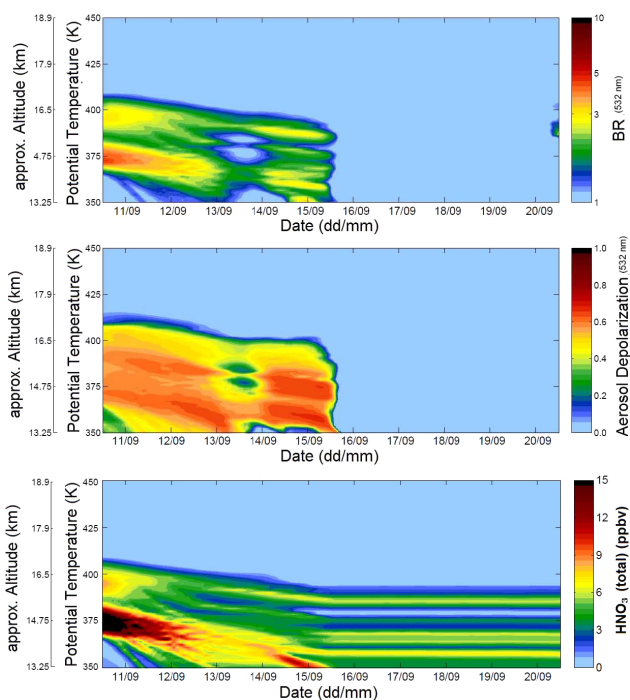 18.9 450 10
17.9 425 5
16.5 400 3
4.75 375
13.25 350 1
approx. Altitude (km)
Potential Temperature (K)
BR (532 nm)
11/09 12/09 13/09 14/09 15/09 16/09 17/09 18/09 19/09 20/09
Date (dd/mm)
18.9 450 1.0
0.8
17.9 425
0.6
16.5 400
0.4
14.75 375
0.2
13.25 350 0.0
approx. Altitude (km)
Potential Temperature (K)
Aerosol Depolarization (532 nm)
11/09 12/09 13/09 14/09 15/09 16/09 17/09 18/09 19/09 20/09
Date (dd/mm)
18.9 450 15
12
17.9 425
9
16.5 400
6
14.75 375
3
13.25 350 0
approx. Altitude (km)
Potential Temperature (K)
HNO₃ (total) (ppbv)
11/09 12/09 13/09 14/09 15/09 16/09 17/09 18/09 19/09 20/09
Date (dd/mm)